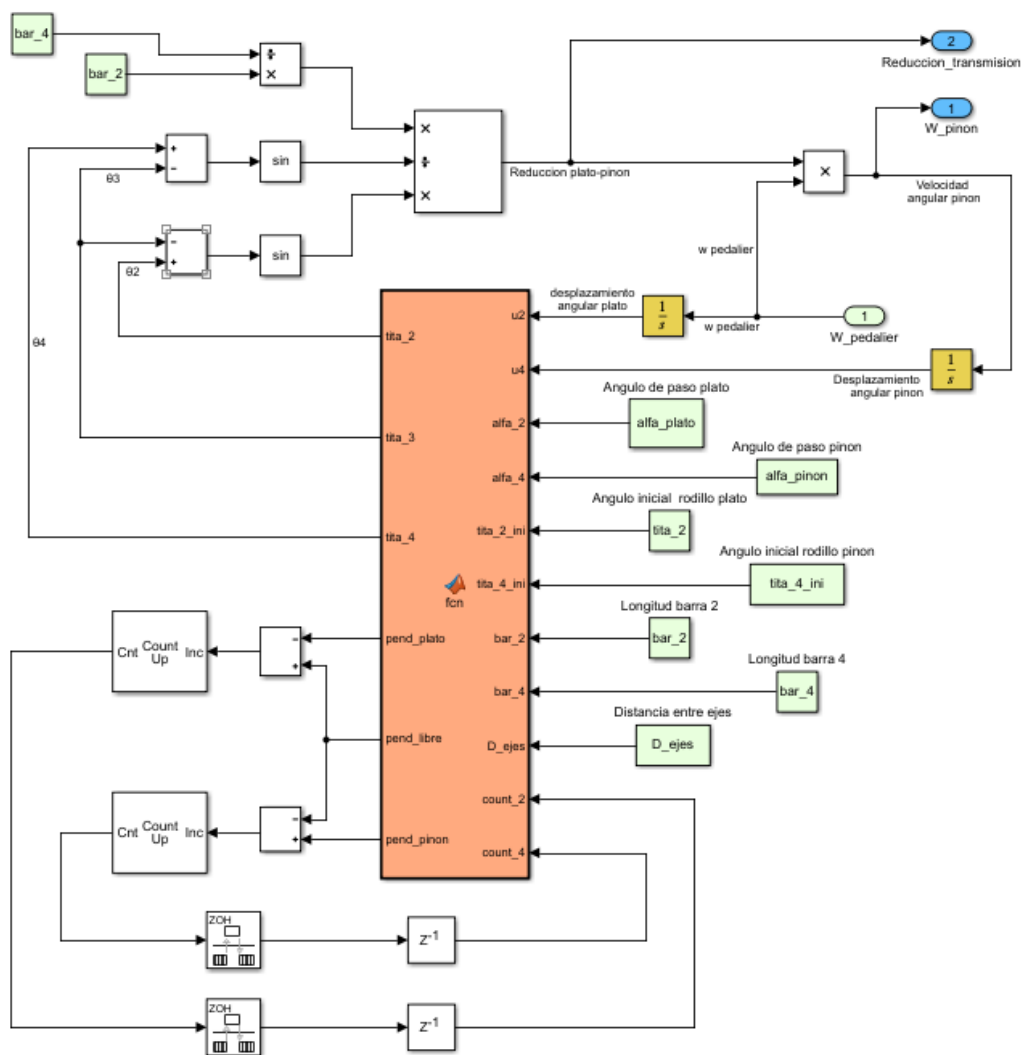 bar_4
bar_2
÷
×
2
Reduccion_transmision
1
W_pinon
×
÷
×
Reduccion plato-pinon
×
Velocidad
angular pinon
+
-
θ3
sin
-
+
θ2
sin
θ4
w pedalier
desplazamiento
angular plato
1
s
w pedalier
1
W_pedalier
1
s
Desplazamiento
angular pinon
u2
u4
alfa_2
alfa_4
tita_2_ini
tita_4_ini
bar_2
bar_4
D_ejes
count_2
count_4
tita_2
tita_3
tita_4
pend_plato
pend_libre
pend_pinon
fcn
Angulo de paso plato
alfa_plato
Angulo de paso pinon
alfa_pinon
Angulo inicial rodillo plato
tita_2
Angulo inicial rodillo pinon
tita_4_ini
Longitud barra 2
bar_2
Longitud barra 4
bar_4
Distancia entre ejes
D_ejes
Cnt Count Up Inc
-
+
Cnt Count Up Inc
-
+
ZOH
Z-1
ZOH
Z-1